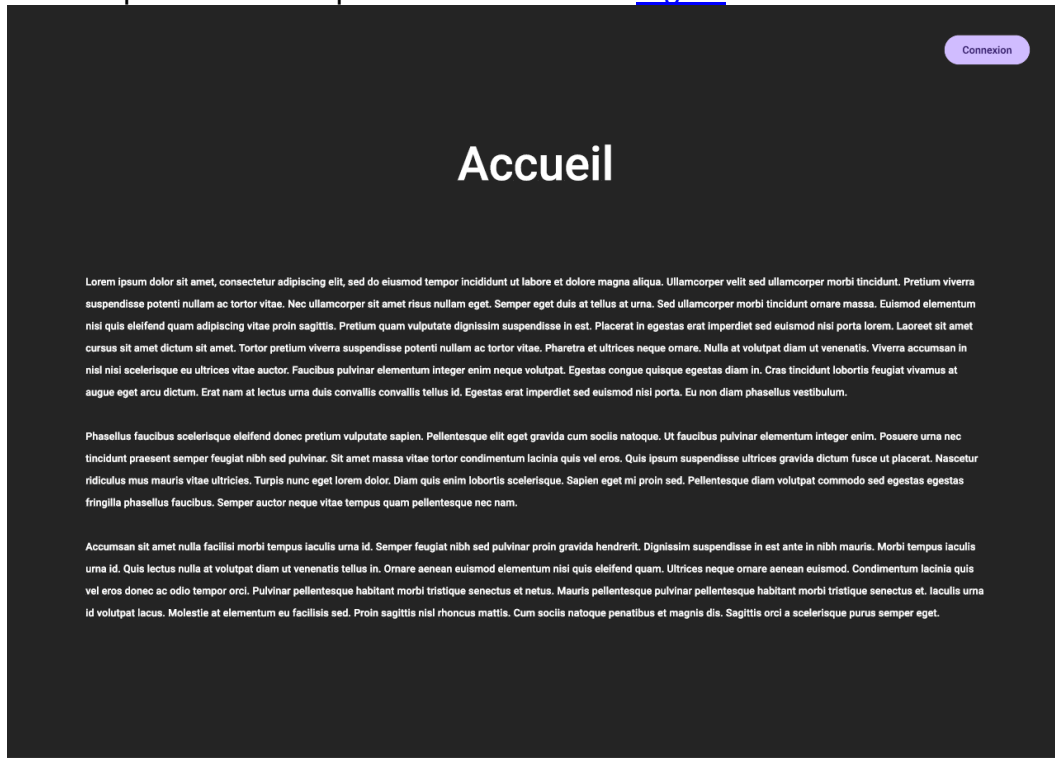 Connexion
Accueil
Lorem ipsum dolor sit amet, consectetur adipiscing elit, sed do eiusmod tempor incididunt ut labore et dolore magna aliqua. Ullamcorper velit sed ullamcorper morbi tincidunt. Pretium viverra
suspendisse potenti nullam ac tortor vitae. Nec ullamcorper sit amet risus nullam eget. Semper eget duis at tellus at urna. Sed ullamcorper morbi tincidunt ornare massa. Euismod elementum
nisi quis eleifend quam adipiscing vitae proin sagittis. Pretium quam vulputate dignissim suspendisse in est. Placerat in egestas erat imperdiet sed euismod nisi porta lorem. Laoreet sit amet
cursus sit amet dictum sit amet. Tortor pretium viverra suspendisse potenti nullam ac tortor vitae. Pharetra et ultrices neque ornare. Nulla at volutpat diam ut venenatis. Viverra accumsan in
nisl nisi scelerisque eu ultrices vitae auctor. Faucibus pulvinar elementum integer enim neque volutpat. Egestas congue quisque egestas diam in. Cras tincidunt lobortis feugiat vivamus at
augue eget arcu dictum. Erat nam at lectus urna duis convallis convallis tellus id. Egestas erat imperdiet sed euismod nisi porta. Eu non diam phasellus vestibulum.
Phasellus faucibus scelerisque eleifend donec pretium vulputate sapien. Pellentesque elit eget gravida cum sociis natoque. Ut faucibus pulvinar elementum integer enim. Posuere urna nec
tincidunt praesent semper feugiat nibh sed pulvinar. Sit amet massa vitae tortor condimentum lacinia quis vel eros. Quis ipsum suspendisse ultrices gravida dictum fusce ut placerat. Nascetur
ridiculus mus mauris vitae ultricies. Turpis nunc eget lorem dolor. Diam quis enim lobortis scelerisque. Sapien eget mi proin sed. Pellentesque diam volutpat commodo sed egestas egestas
fringilla phasellus faucibus. Semper auctor neque vitae tempus quam pellentesque nec nam.
Accumsan sit amet nulla facilisi morbi tempus iaculis urna id. Semper feugiat nibh sed pulvinar proin gravida hendrerit. Dignissim suspendisse in est ante in nibh mauris. Morbi tempus iaculis
urna id. Quis lectus nulla at volutpat diam ut venenatis tellus in. Ornare aenean euismod elementum nisi quis eleifend quam. Ultrices neque ornare aenean euismod. Condimentum lacinia quis
vel eros donec ac odio tempor orci. Pulvinar pellentesque habitant morbi tristique senectus et netus. Mauris pellentesque pulvinar pellentesque habitant morbi tristique senectus et. Iaculis urna
id volutpat lacus. Molestie at elementum eu facilisis sed. Proin sagittis nisl rhoncus mattis. Cum sociis natoque penatibus et magnis dis. Sagittis orci a scelerisque purus semper eget.